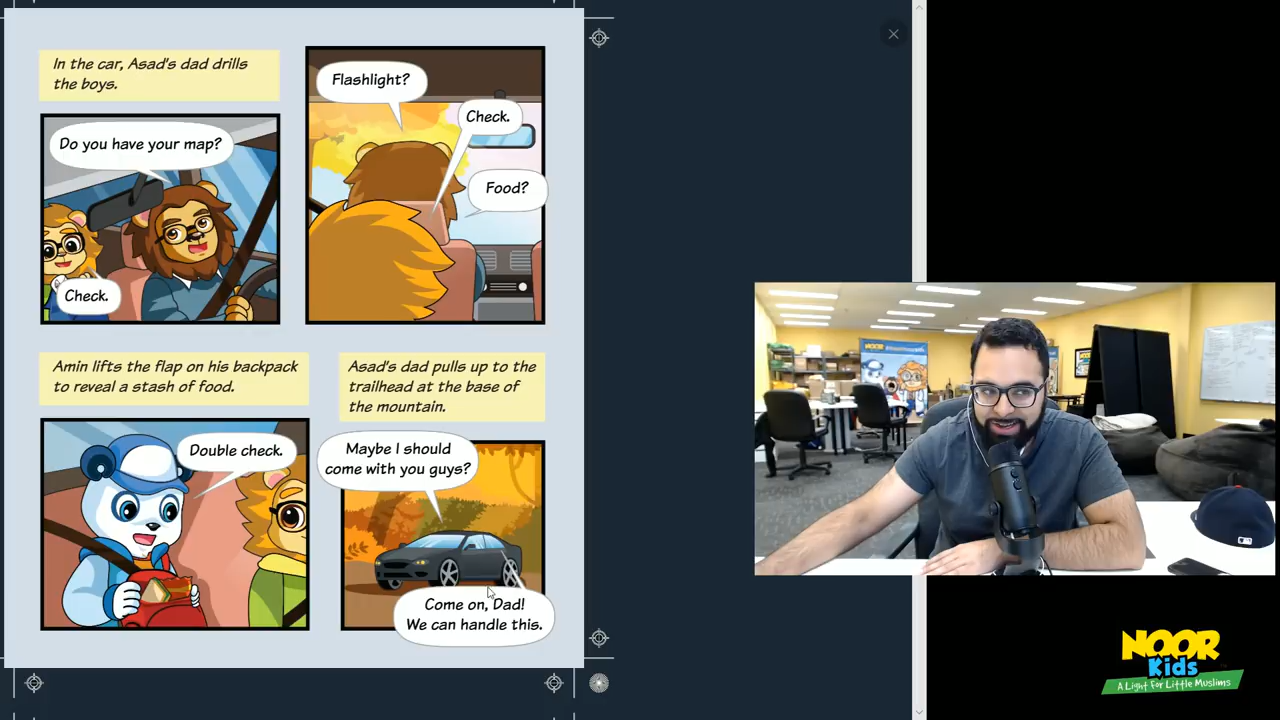 In the car, Asad's dad drills
the boys.
Do you have your map?
Check.
Flashlight?
Check.
Food?
Amin lifts the flap on his backpack
to reveal a stash of food.
Double check.
Asad's dad pulls up to the
trailhead at the base of
the mountain.
Maybe I should
come with you guys?
Come on, Dad!
We can handle this.
NOOR
Kids
A Light For Little Muslims